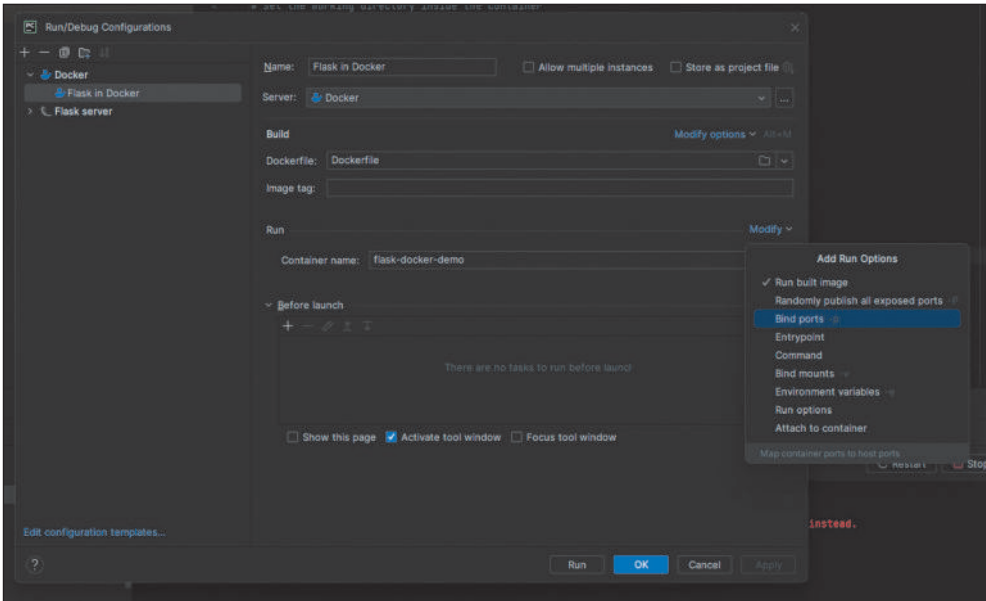 # Set the working directory inside the container
PC Run/Debug Configurations
Docker
Flask in Docker
Flask server
Name: Flask in Docker
Allow multiple instances
Store as project file
Server: Docker
...
Build
Modify options Alt+M
Dockerfile: Dockerfile
Image tag:
Run
Modify
Container name: flask-docker-demo
Before launch
There are no tasks to run before launch
Show this page
Activate tool window
Focus tool window
Add Run Options
Run built image
Randomly publish all exposed ports -P
Bind ports -p
Entrypoint
Command
Bind mounts -v
Environment variables -e
Run options
Attach to container
Map container ports to host ports
Restart
Stop
instead.
Edit configuration templates...
?
Run
OK
Cancel
Apply